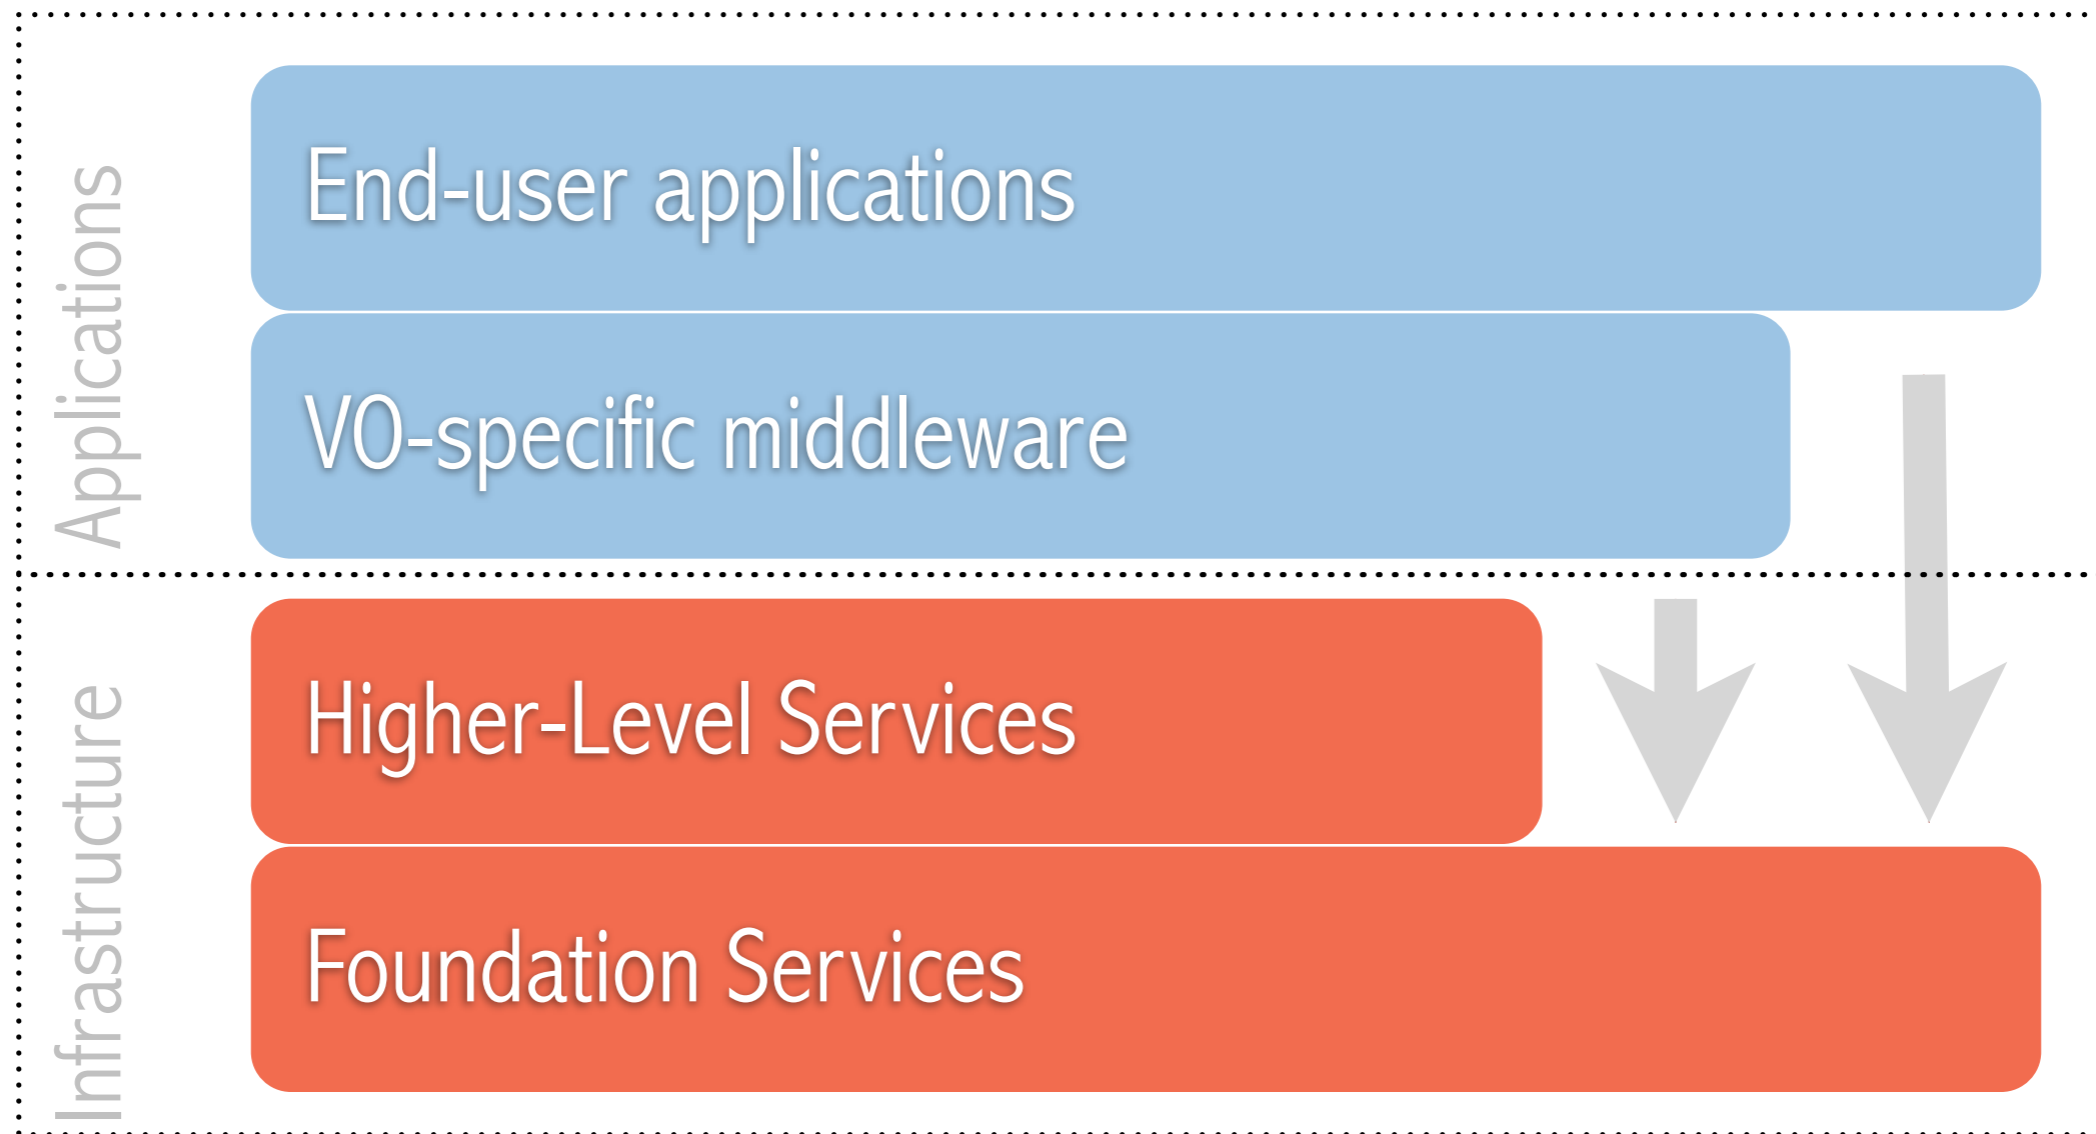 Applications
End-user applications
VO-specific middleware
Infrastructure
Higher-Level Services
Foundation Services